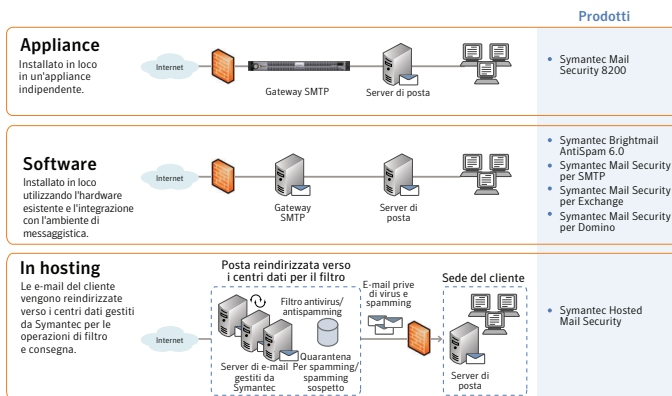 Prodotti
Appliance
Installato in loco
in un'appliance
indipendente.
Internet
Gateway SMTP
Server di posta
• Symantec Mail
Security 8200
Software
Installato in loco
utilizzando l'hardware
esistente e l'integrazione
con l'ambiente di
messaggistica.
Internet
Gateway
SMTP
Server di
posta
• Symantec Brightmail
AntiSpam 6.0
• Symantec Mail Security
per SMTP
• Symantec Mail Security
per Exchange
• Symantec Mail Security
per Domino
In hosting
Le e-mail del cliente
vengono reindirizzate
verso i centri dati gestiti
da Symantec per le
operazioni di filtro
e consegna.
Internet
Posta reindirizzata verso
i centri dati per il filtro
Filtro antivirus/
antispamming
Server di e-mail
gestiti da
Symantec
Quarantena
Per spamming/
spamming
sospetto
E-mail prive
di virus e
spamming
Sede del cliente
Server di
posta
• Symantec Hosted
Mail Security